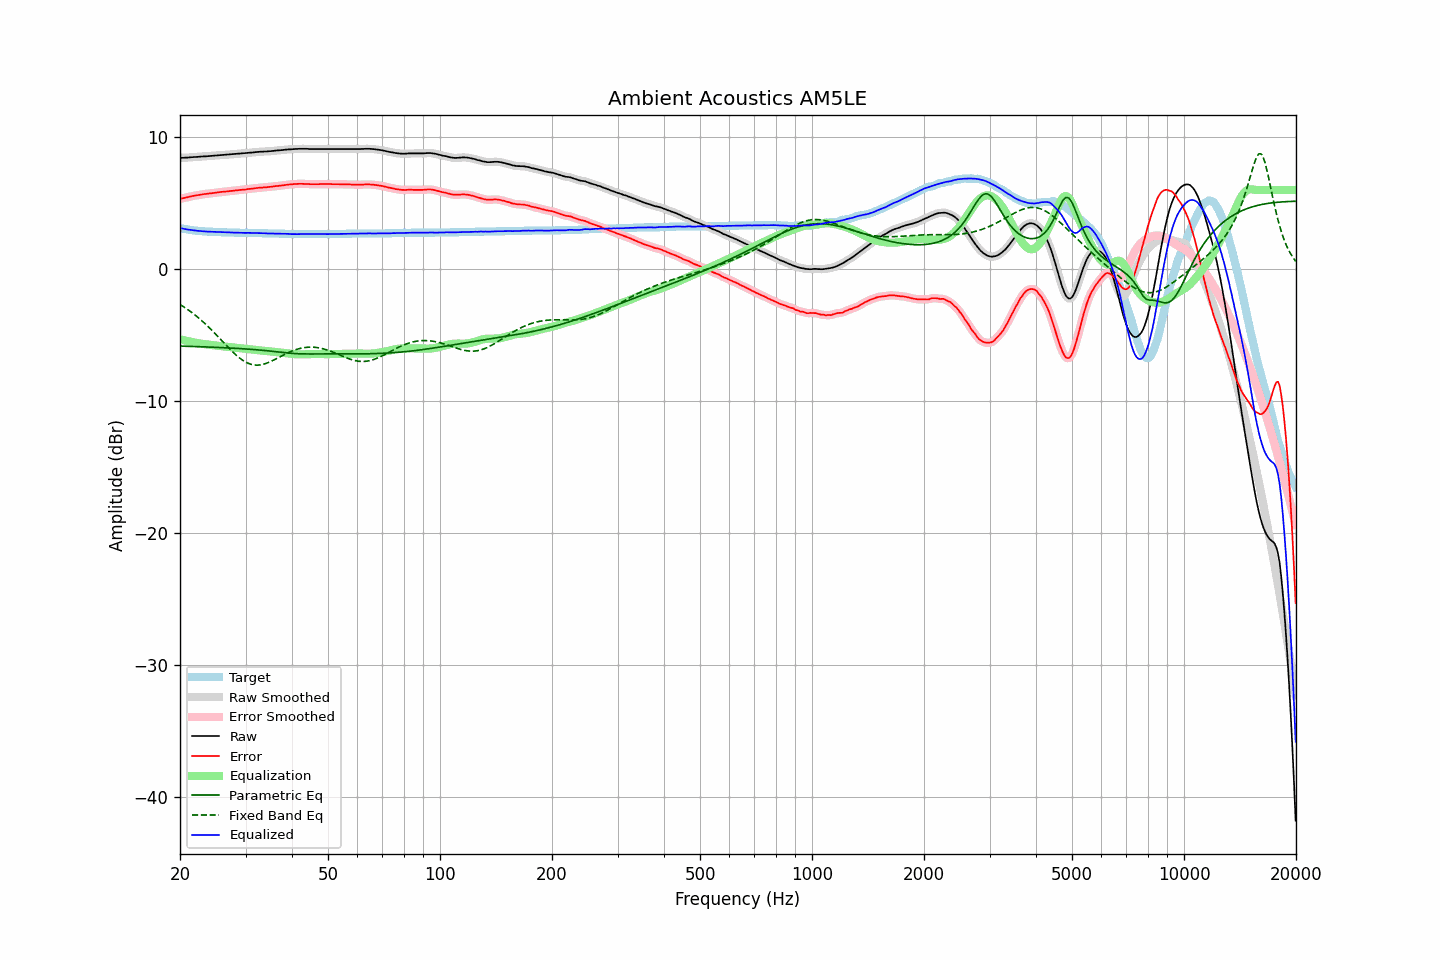 Ambient Acoustics AM5LE
10
0
−10
−20
−30
−40
Amplitude (dBr)
Target
Raw Smoothed
Error Smoothed
Raw
Error
Equalization
Parametric Eq
Fixed Band Eq
Equalized
20 50 100 200 500 1000 2000 5000 10000 20000
Frequency (Hz)